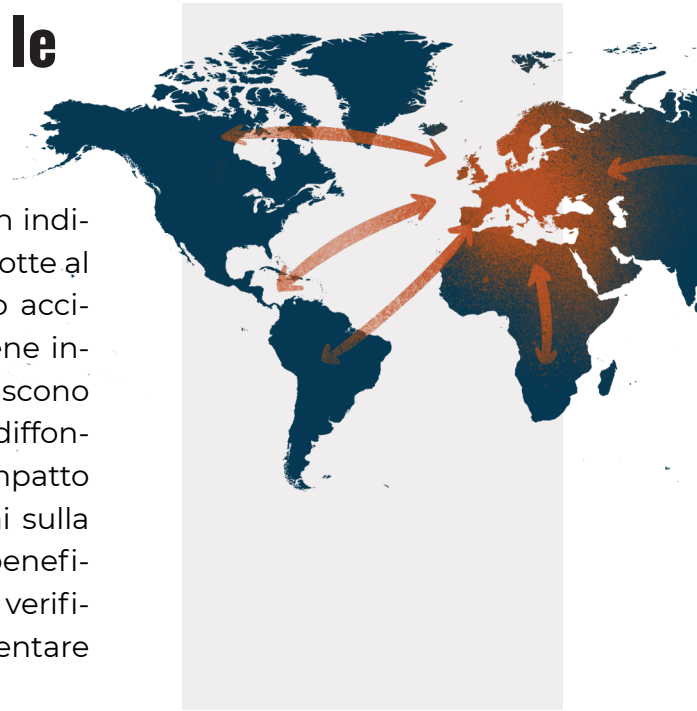 le
n indi-
otte al
o acci-
ene in-
scono
diffon-
npatto
i sulla
benefi-
verifi-
entare